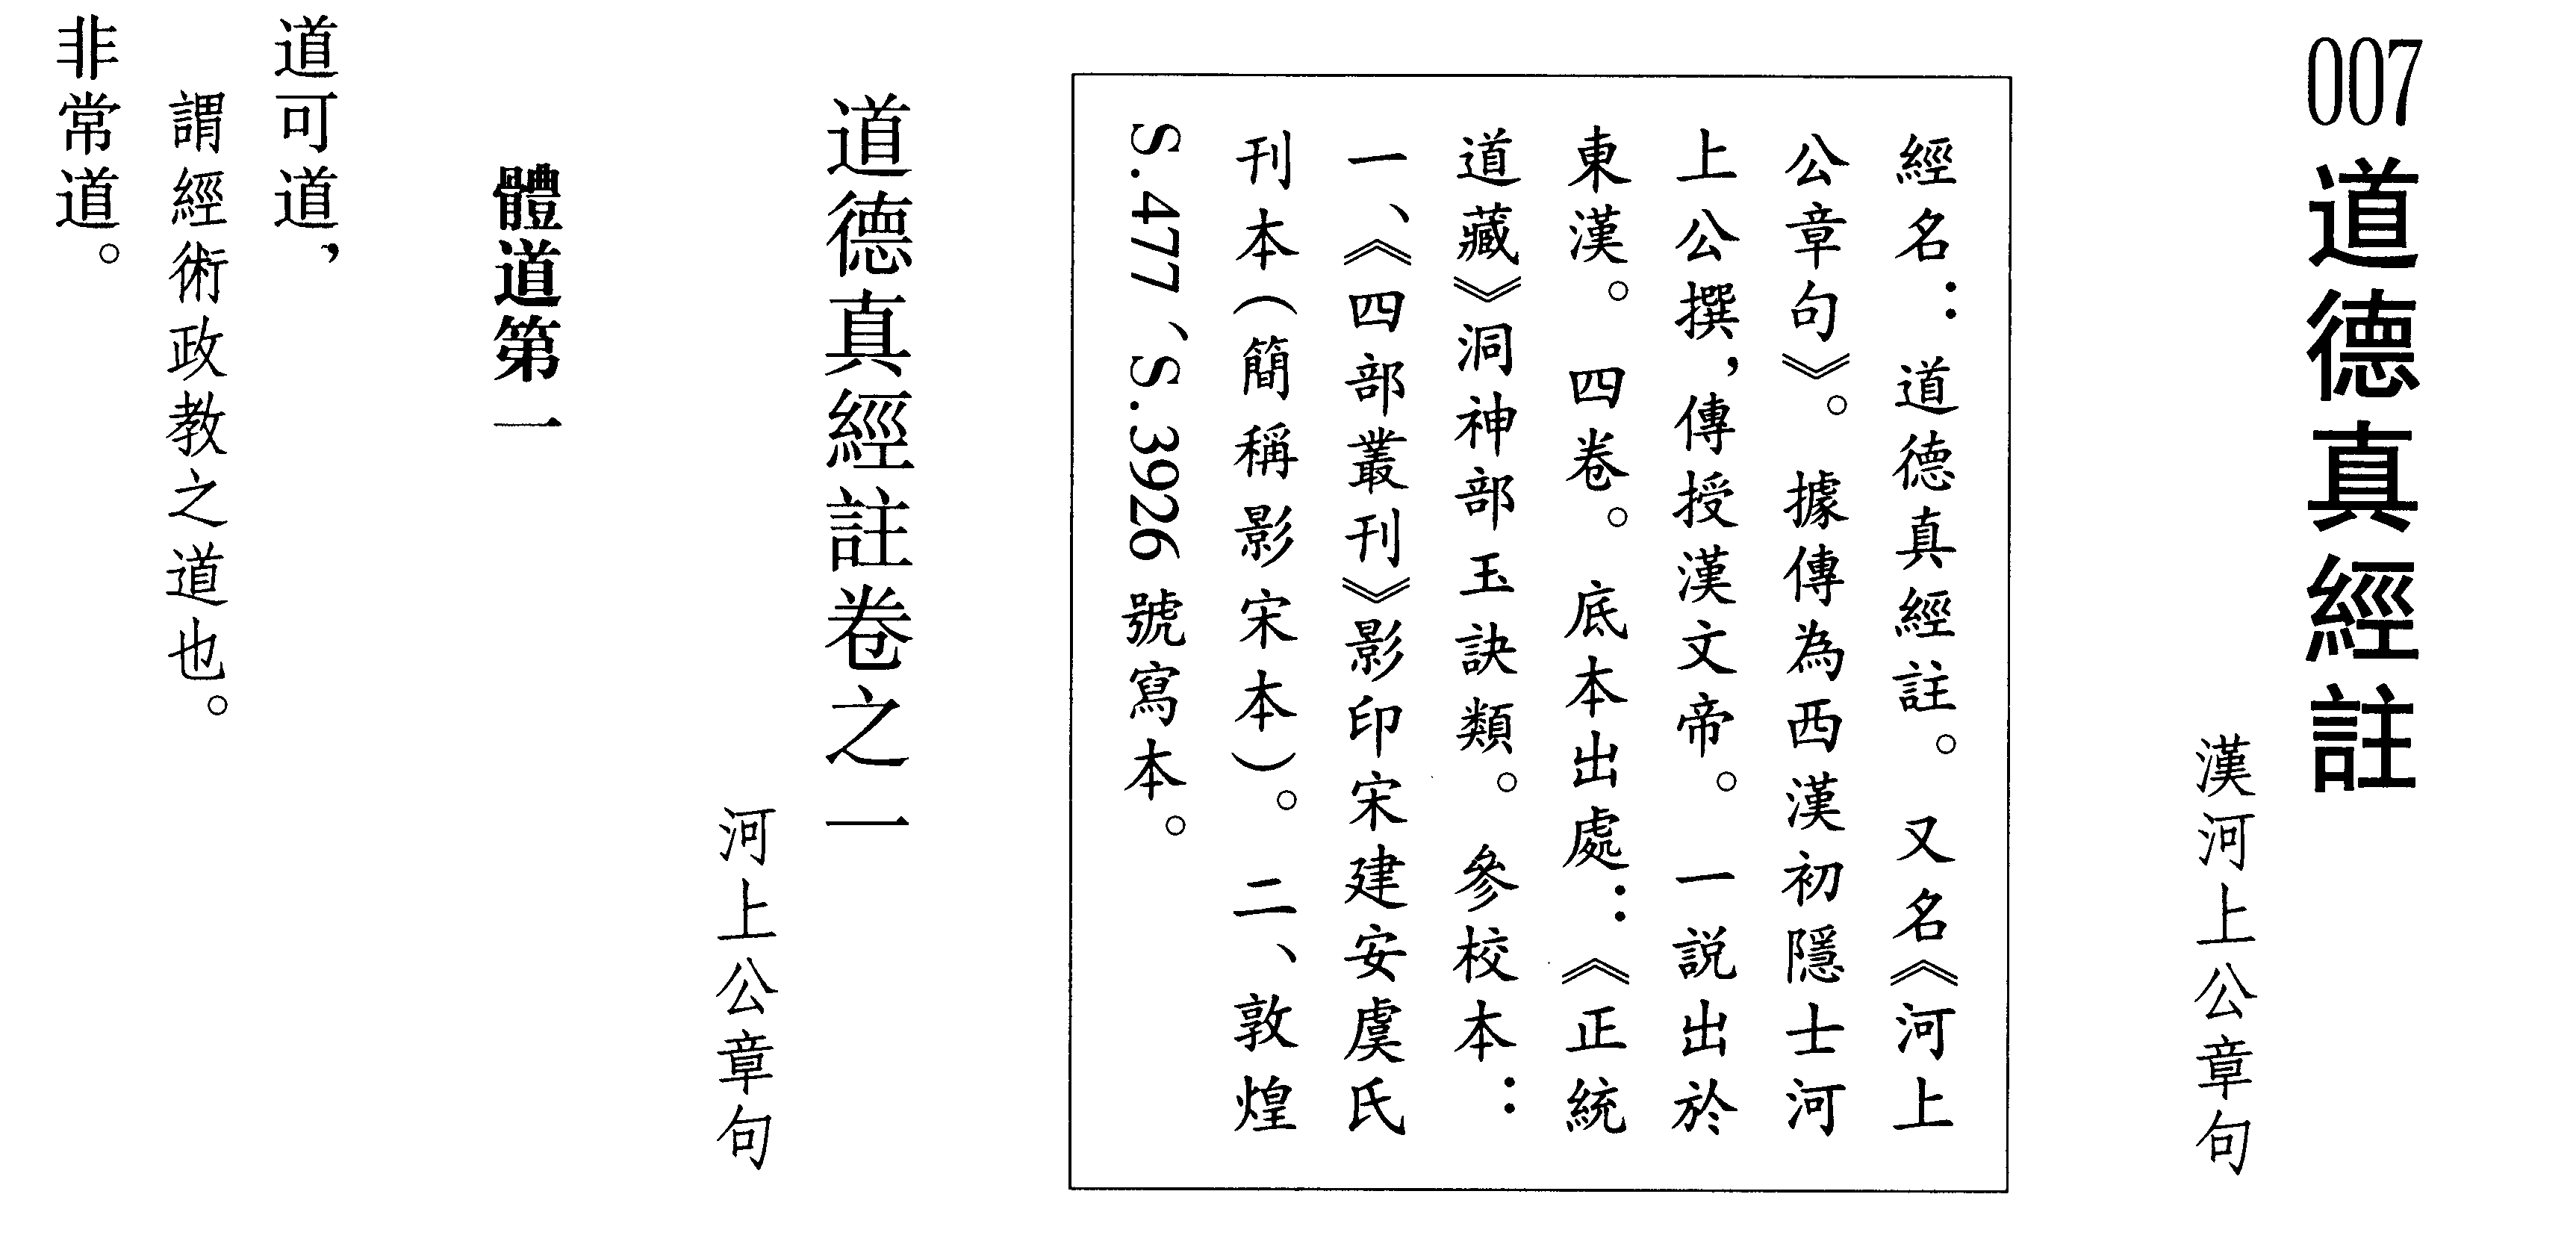 007道德真經註
漢河上公章句
經名：道德真經註。又名《河上
公章句》。據傳為西漢初隱士河
上公撰，傳授漢文帝。一説出於
東漢。四卷。底本出處：《正統
道藏》洞神部玉訣類。參校本：
一、《四部叢刊》影印宋建安虞氏
刊本（簡稱影宋本）。二、敦煌
S.477、S.3926號寫本。
道德真經註卷之一
河上公章句
體道第一
道可道，
謂經術政教之道也。
非常道。